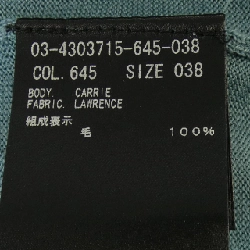 03-4303715-645-038
COL. 645 SIZE 038
BODY. CARRIE
FABRIC. LAWRENCE
組成表示
毛 100%